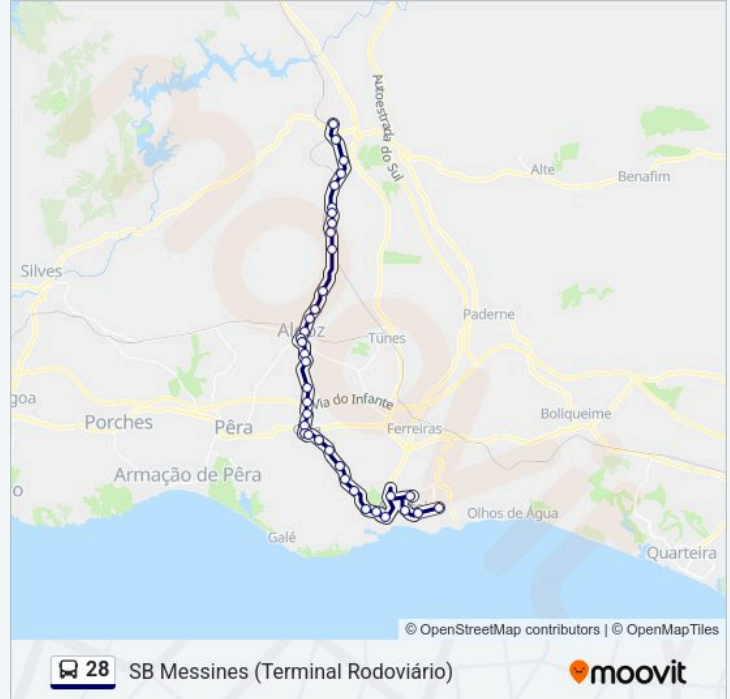 Autoestrada do Sul
Alte
Benafim
Silves
Paderne
Alcoz
Tunes
goa
Via do Infante
Boliqueime
Porches
Pêra
Ferreiras
Armação de Pêra
o
Olhos de Água
Galé
Quarteira
© OpenStreetMap contributors | © OpenMapTiles
28 SB Messines (Terminal Rodoviário)
moovit